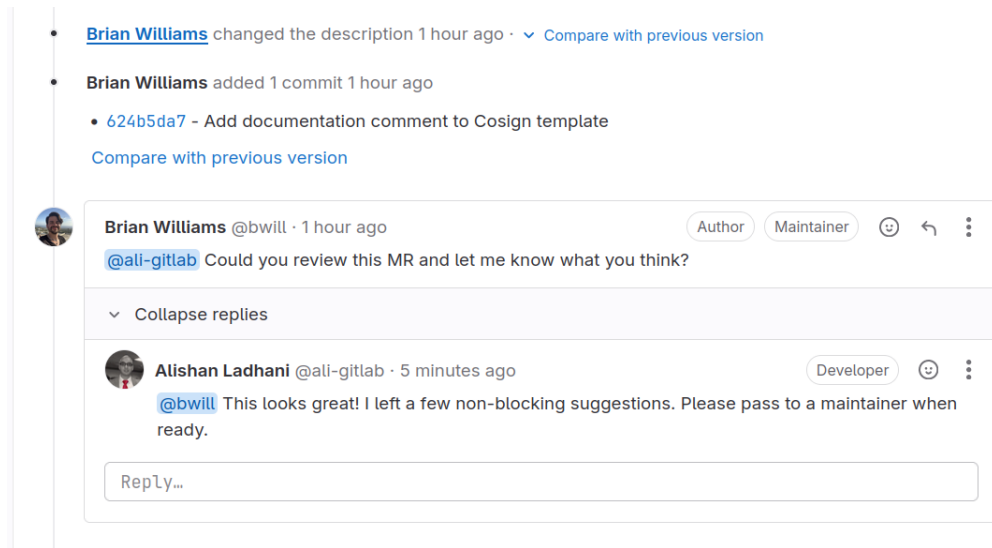 Brian Williams changed the description 1 hour ago · Compare with previous version
Brian Williams added 1 commit 1 hour ago
• 624b5da7 - Add documentation comment to Cosign template
Compare with previous version
Brian Williams @bwill · 1 hour ago Author Maintainer
@ali-gitlab Could you review this MR and let me know what you think?
Collapse replies
Alishan Ladhani @ali-gitlab · 5 minutes ago Developer
@bwill This looks great! I left a few non-blocking suggestions. Please pass to a maintainer when
ready.
Reply…